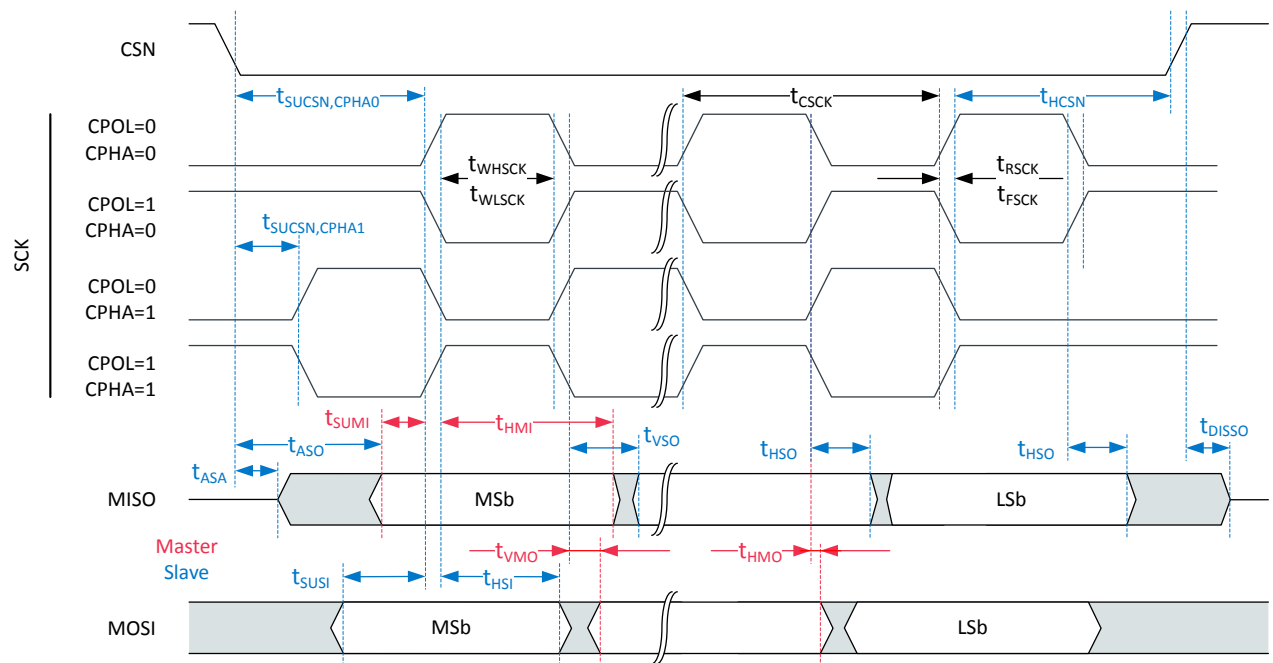 CSN
tSUCSN,CPHA0
tCSCK
tHCSN
SCK
CPOL=0
CPHA=0
tWHSCK
tWLSCK
tRSCK
tFSCK
CPOL=1
CPHA=0
tSUCSN,CPHA1
CPOL=0
CPHA=1
CPOL=1
CPHA=1
tSUMI
tHMI
tASO
tVSO
tHSO
tHSO
tDISSO
tASA
MISO
MSb
LSb
Master
Slave
tVMO
tHMO
tSUSI
tHSI
MOSI
MSb
LSb